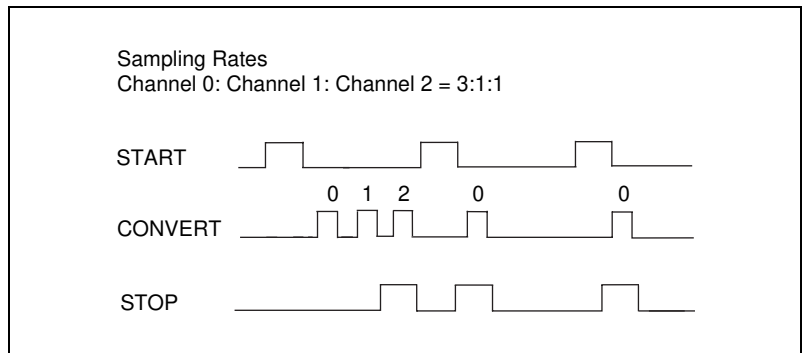 Sampling Rates
Channel 0: Channel 1: Channel 2 = 3:1:1
START
0 1 2 0 0
CONVERT
STOP